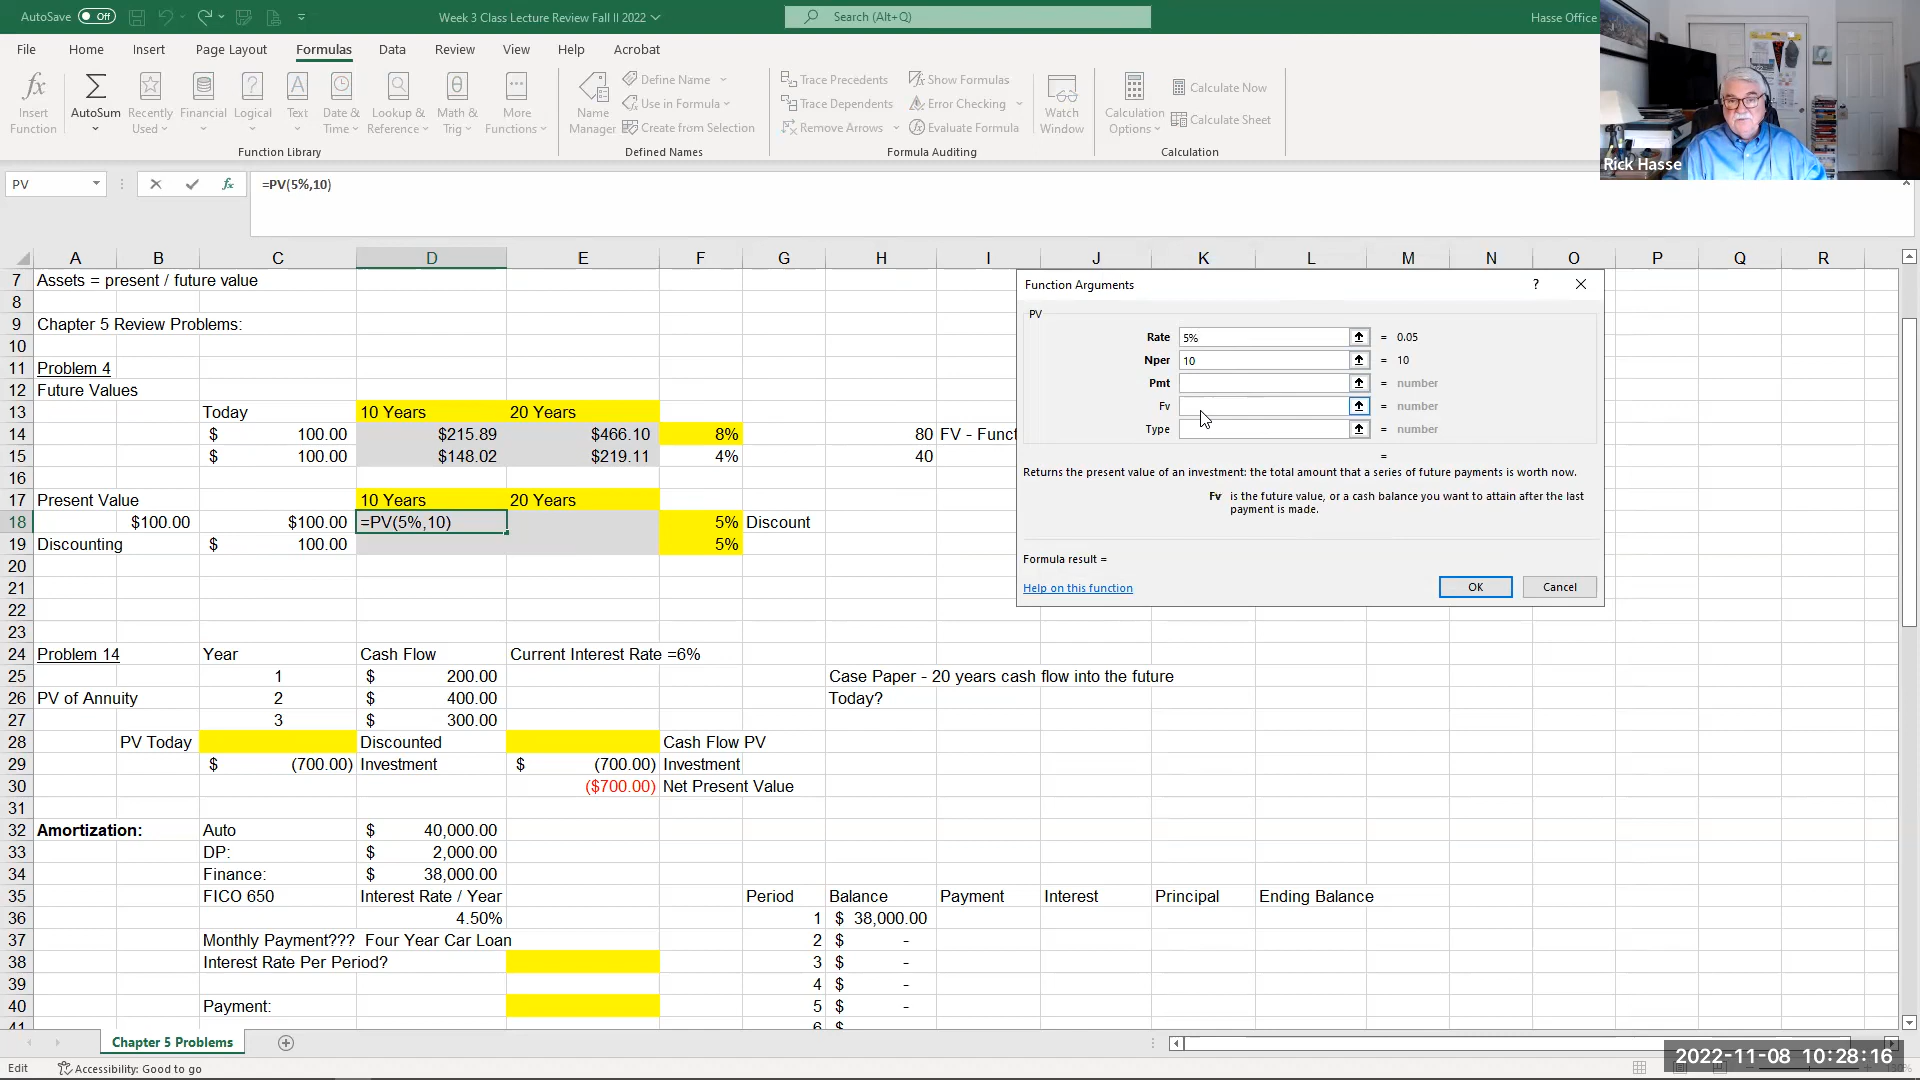 AutoSave Off Week 3 Class Lecture Review Fall II 2022 Search (Alt+Q) Hasse Office
File Home Insert Page Layout Formulas Data Review View Help Acrobat
Insert Function AutoSum Recently Used Financial Logical Text Date & Time Lookup & Reference Math & Trig More Functions
Function Library
Name Manager Define Name Use in Formula Create from Selection
Defined Names
Trace Precedents Trace Dependents Remove Arrows Show Formulas Error Checking Evaluate Formula Watch Window
Formula Auditing
Calculation Options Calculate Now Calculate Sheet
Calculation
Rick Hasse
PV fx =PV(5%,10)
A B C D E F G H I J K L M N O P Q R
7 Assets = present / future value
8
9 Chapter 5 Review Problems:
10
11 Problem 4
12 Future Values
13 Today 10 Years 20 Years
14 $ 100.00 $215.89 $466.10 8% 80 FV - Funct
15 $ 100.00 $148.02 $219.11 4% 40
16
17 Present Value 10 Years 20 Years
18 $100.00 $100.00 =PV(5%,10) 5% Discount
19 Discounting $ 100.00 5%
20
21
22
23
24 Problem 14 Year Cash Flow Current Interest Rate =6%
25 1 $ 200.00 Case Paper - 20 years cash flow into the future
26 PV of Annuity 2 $ 400.00 Today?
27 3 $ 300.00
28 PV Today Discounted Cash Flow PV
29 $ (700.00) Investment $ (700.00) Investment
30 ($700.00) Net Present Value
31
32 Amortization: Auto $ 40,000.00
33 DP: $ 2,000.00
34 Finance: $ 38,000.00
35 FICO 650 Interest Rate / Year Period Balance Payment Interest Principal Ending Balance
36 4.50% 1 $ 38,000.00
37 Monthly Payment??? Four Year Car Loan 2 $ -
38 Interest Rate Per Period? 3 $ -
39 4 $ -
40 Payment: 5 $ -
41 6 $
Function Arguments ?
PV
Rate 5% = 0.05
Nper 10 = 10
Pmt = number
Fv = number
Type = number
=
Returns the present value of an investment: the total amount that a series of future payments is worth now.
Fv is the future value, or a cash balance you want to attain after the last
payment is made.
Formula result =
Help on this function OK Cancel
Chapter 5 Problems
Edit Accessibility: Good to go
2022-11-08 10:28:16